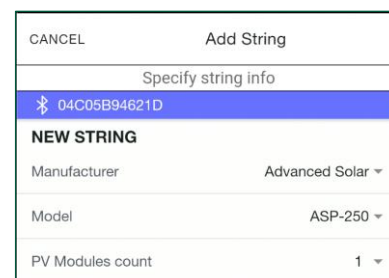 CANCEL Add String
Specify string info
04C05B94621D
NEW STRING
Manufacturer Advanced Solar
Model ASP-250
PV Modules count 1